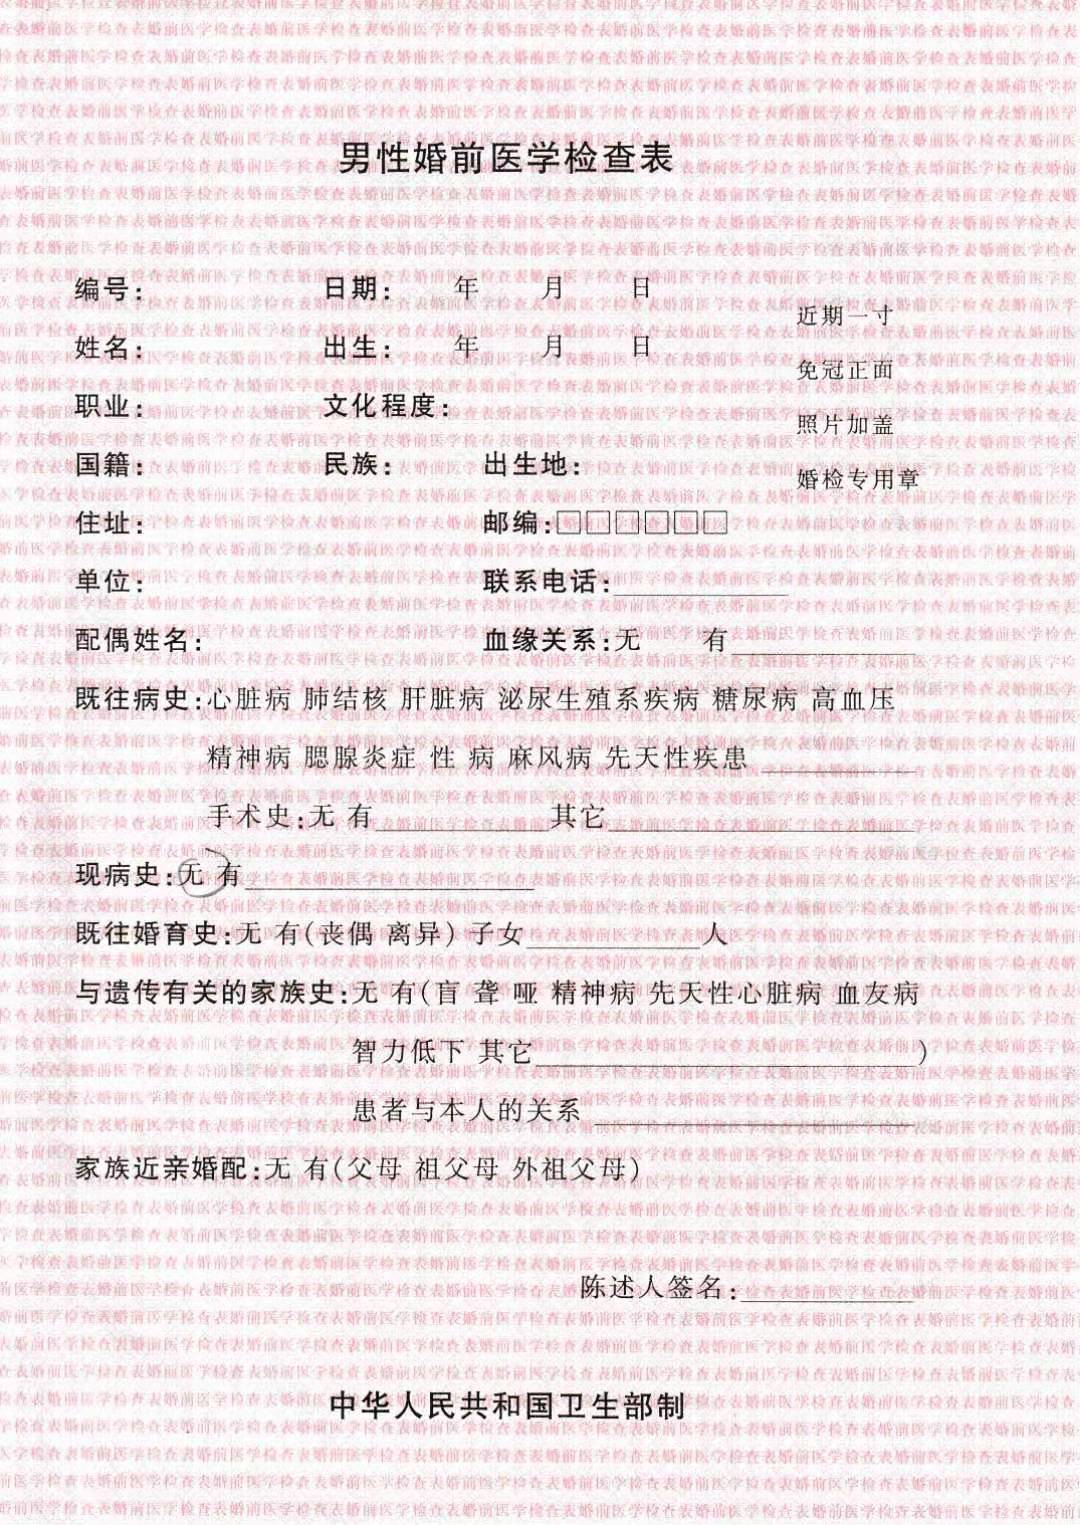 男性婚前医学检查表
编号: 日期: 年 月 日
近期一寸
姓名: 出生: 年 月 日
免冠正面
职业: 文化程度:
照片加盖
国籍: 民族: 出生地:
婚检专用章
住址: 邮编:□□□□□□
单位: 联系电话:
配偶姓名: 血缘关系:无 有
既往病史:心脏病 肺结核 肝脏病 泌尿生殖系疾病 糖尿病 高血压
精神病 腮腺炎症 性 病 麻风病 先天性疾患
手术史:无 有 其它
现病史:无 有
既往婚育史:无 有(丧偶 离异) 子女 人
与遗传有关的家族史:无 有(盲 聋 哑 精神病 先天性心脏病 血友病
智力低下 其它 )
患者与本人的关系
家族近亲婚配:无 有(父母 祖父母 外祖父母)
陈述人签名:
中华人民共和国卫生部制